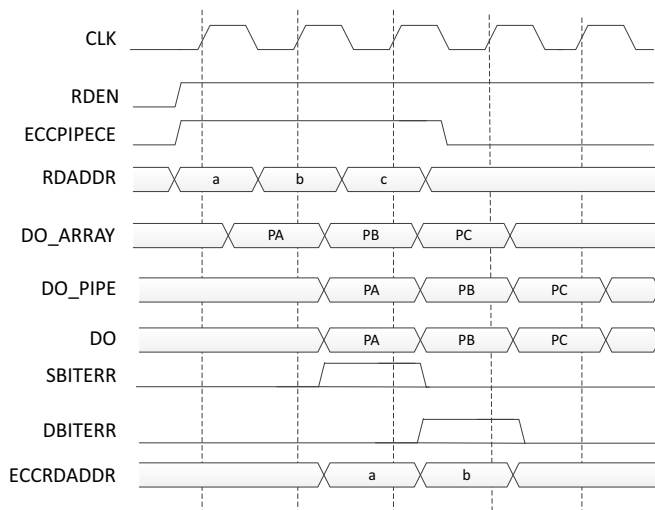 CLK
RDEN
ECCPIPECE
RDADDR a b c
DO_ARRAY PA PB PC
DO_PIPE PA PB PC
DO PA PB PC
SBITERR
DBITERR
ECCRDADDR a b